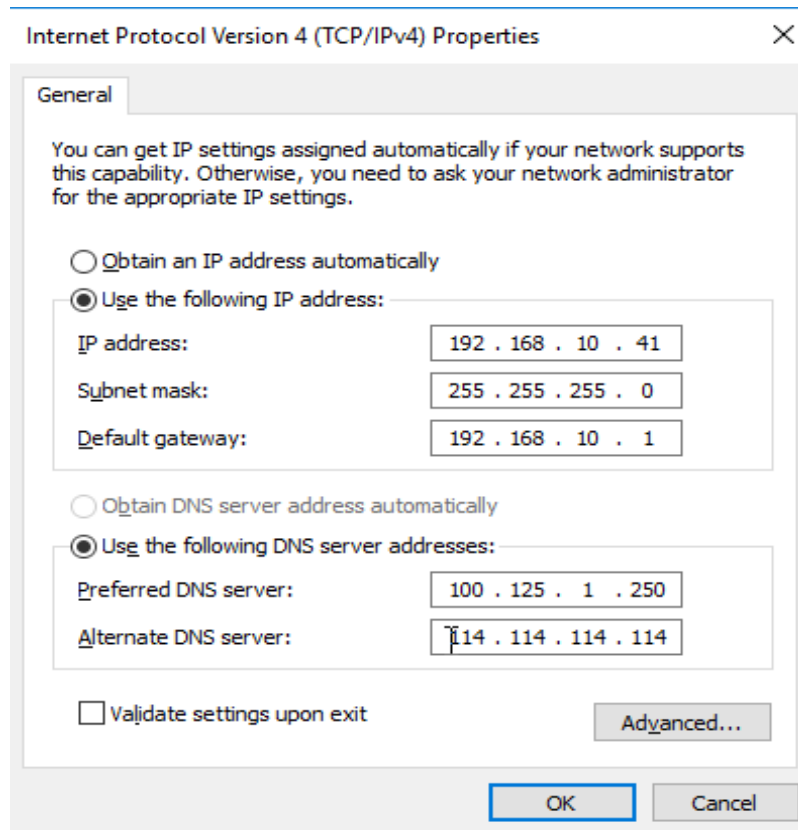 Internet Protocol Version 4 (TCP/IPv4) Properties
General
You can get IP settings assigned automatically if your network supports
this capability. Otherwise, you need to ask your network administrator
for the appropriate IP settings.
Obtain an IP address automatically
Use the following IP address:
IP address: 192 . 168 . 10 . 41
Subnet mask: 255 . 255 . 255 . 0
Default gateway: 192 . 168 . 10 . 1
Obtain DNS server address automatically
Use the following DNS server addresses:
Preferred DNS server: 100 . 125 . 1 . 250
Alternate DNS server: 114 . 114 . 114 . 114
Validate settings upon exit
Advanced...
OK Cancel